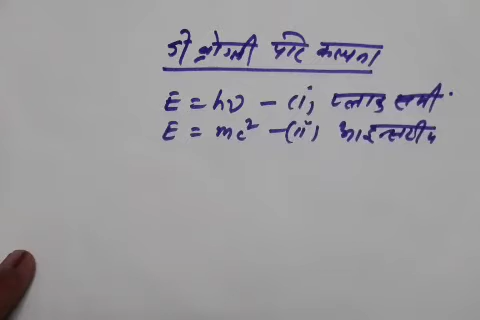 डी ब्रोग्ली परि कल्पना
E = hν - (i) प्लांक समी.
E = mc² - (ii) आइन्सटीन